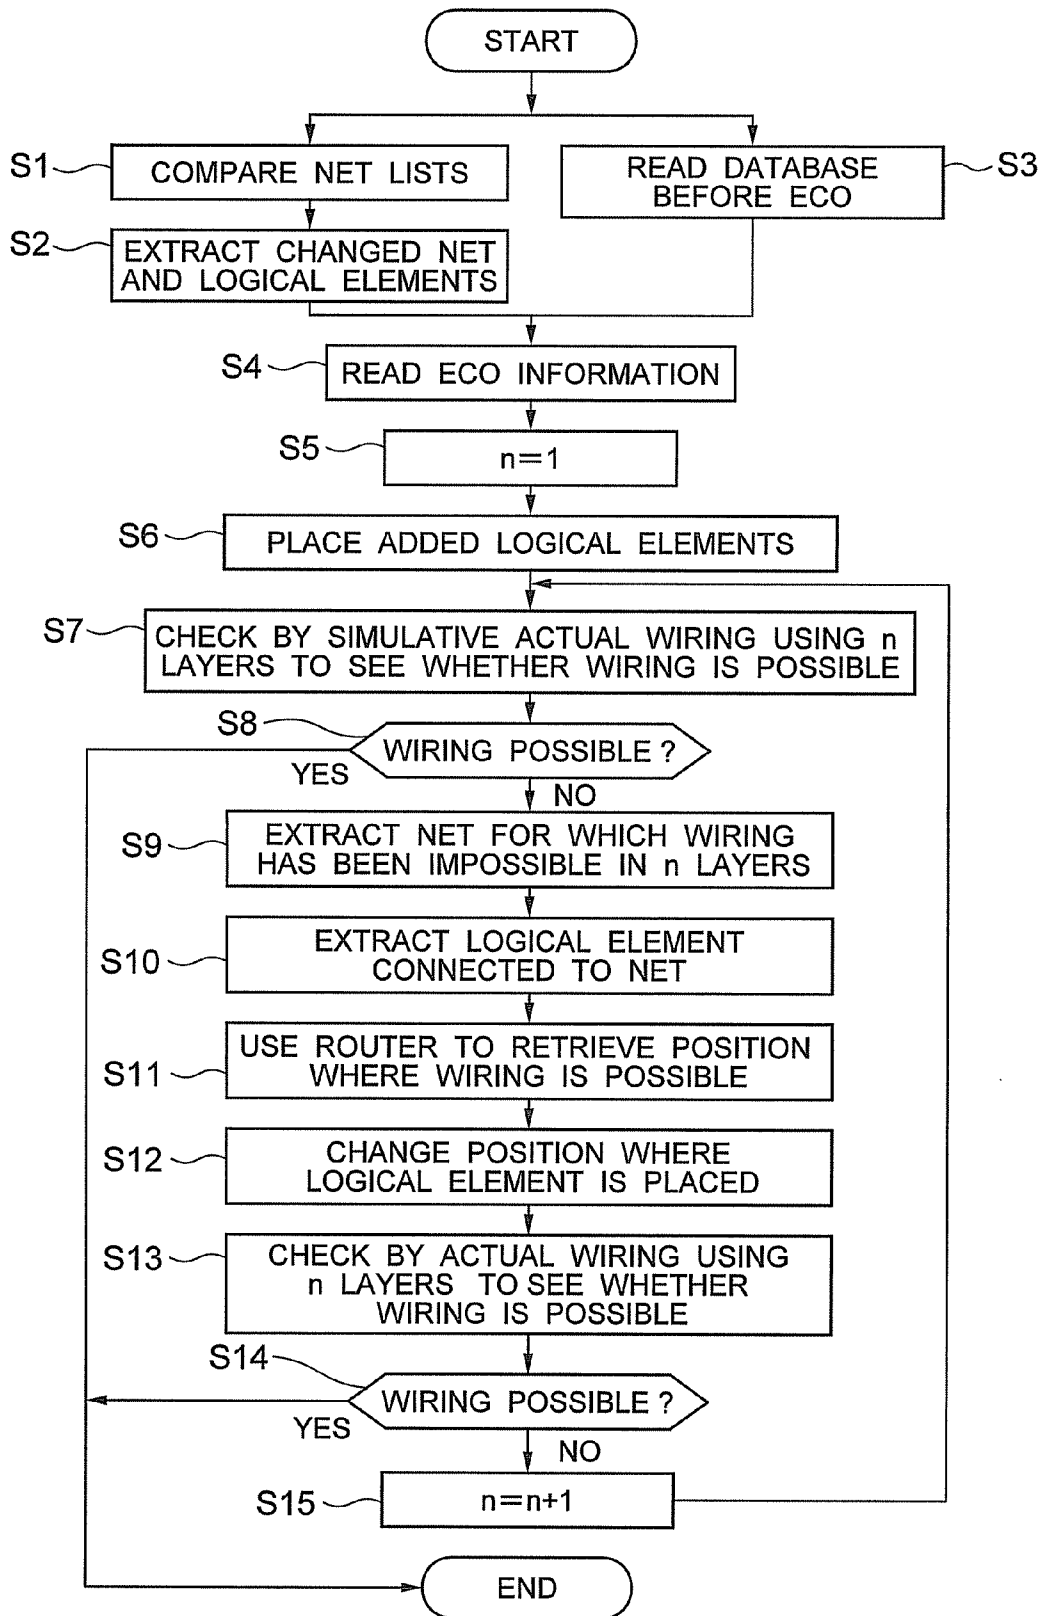 START
S1
COMPARE NET LISTS
READ DATABASE
BEFORE ECO
S3
S2
EXTRACT CHANGED NET
AND LOGICAL ELEMENTS
S4
READ ECO INFORMATION
S5
n=1
S6
PLACE ADDED LOGICAL ELEMENTS
S7
CHECK BY SIMULATIVE ACTUAL WIRING USING n
LAYERS TO SEE WHETHER WIRING IS POSSIBLE
S8
WIRING POSSIBLE ?
YES
NO
S9
EXTRACT NET FOR WHICH WIRING
HAS BEEN IMPOSSIBLE IN n LAYERS
S10
EXTRACT LOGICAL ELEMENT
CONNECTED TO NET
S11
USE ROUTER TO RETRIEVE POSITION
WHERE WIRING IS POSSIBLE
S12
CHANGE POSITION WHERE
LOGICAL ELEMENT IS PLACED
S13
CHECK BY ACTUAL WIRING USING
n LAYERS TO SEE WHETHER
WIRING IS POSSIBLE
S14
WIRING POSSIBLE ?
YES
NO
S15
n=n+1
END